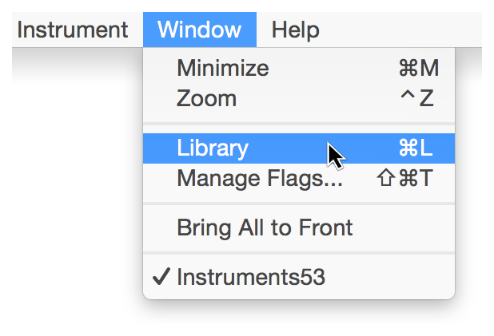 Instrument Window Help
Minimize ⌘M
Zoom ^Z
Library ⌘L
Manage Flags... ⇧⌘T
Bring All to Front
✓ Instruments53